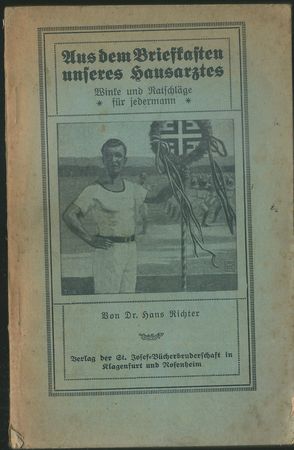 Aus dem Briefkasten
unseres Hausarztes
Winke und Ratschläge
* für jedermann *
Von Dr. Hans Richter
Verlag der St. Josef-Bücherbruderschaft in
Klagenfurt und Rosenheim